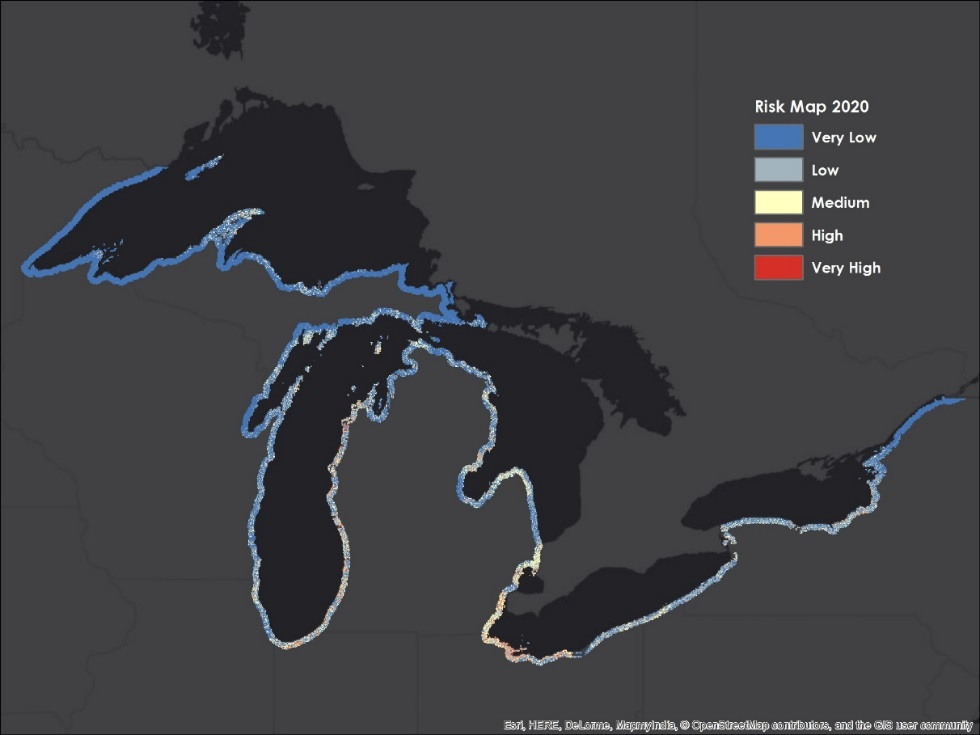 Risk Map 2020
Very Low
Low
Medium
High
Very High
Esri, HERE, DeLorme, MapmyIndia, © OpenStreetMap contributors, and the GIS user community